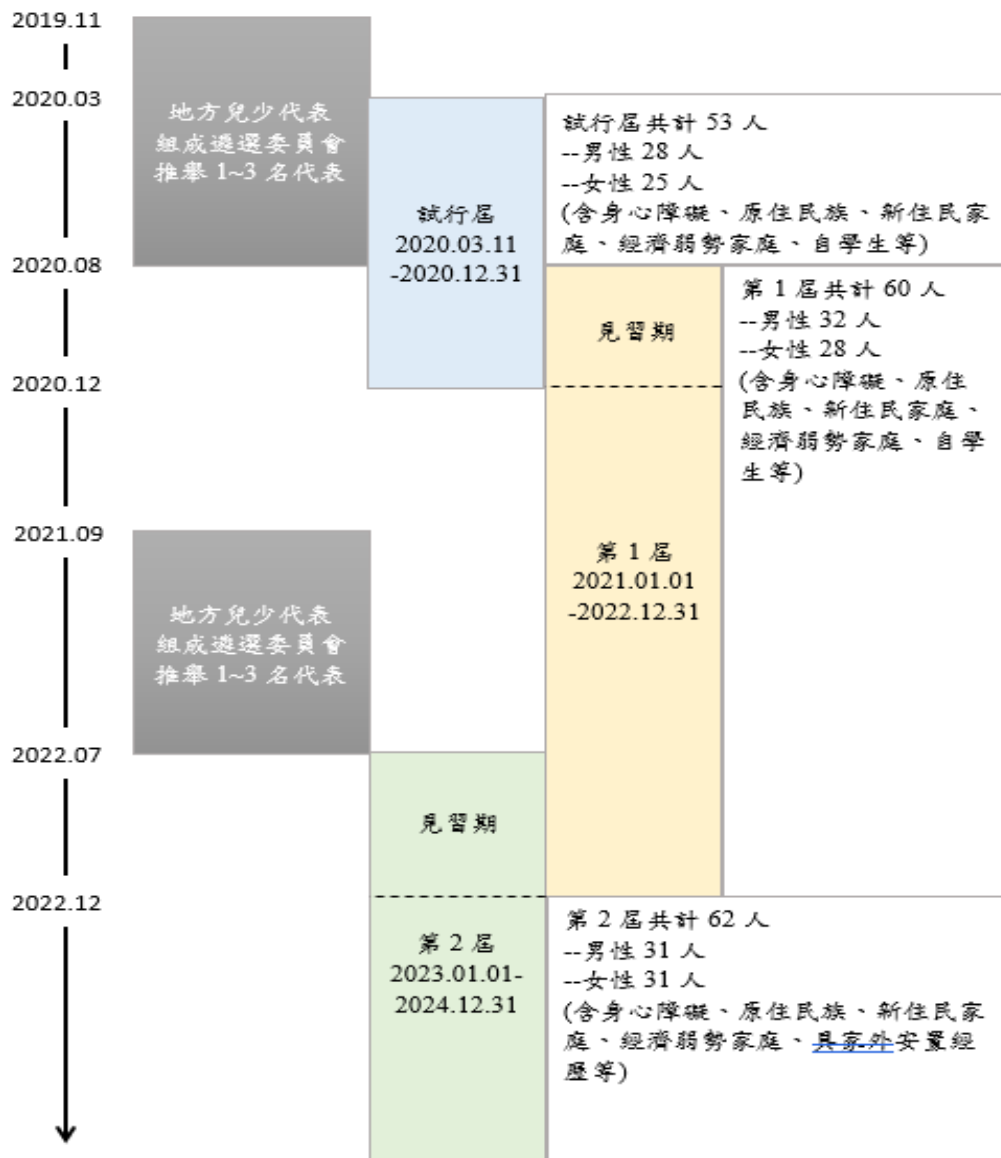 2019.11
2020.03
地方兒少代表
組成遴選委員會
推舉 1~3 名代表
試行屆
2020.03.11
-2020.12.31
試行屆共計 53 人
--男性 28 人
--女性 25 人
(含身心障礙、原住民族、新住民家
庭、經濟弱勢家庭、自學生等)
2020.08
見習期
第 1 屆共計 60 人
--男性 32 人
--女性 28 人
(含身心障礙、原住
民族、新住民家庭、
經濟弱勢家庭、自學
生等)
2020.12
2021.09
第 1 屆
2021.01.01
-2022.12.31
地方兒少代表
組成遴選委員會
推舉 1~3 名代表
2022.07
見習期
2022.12
第 2 屆
2023.01.01-
2024.12.31
第 2 屆共計 62 人
--男性 31 人
--女性 31 人
(含身心障礙、原住民族、新住民家
庭、經濟弱勢家庭、具家外安置經
歷等)